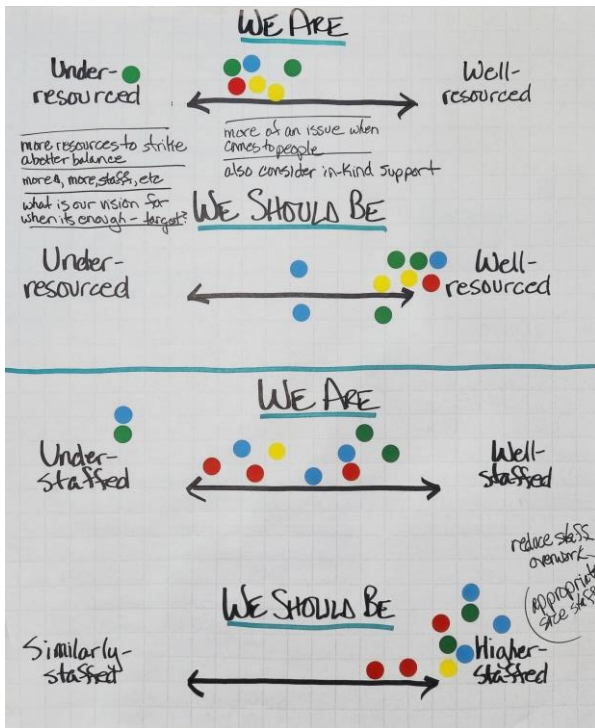 WE ARE
Under-
resourced
Well-
resourced
more resources to strike
a better balance
more $, more staff, etc
what is our vision for
when its enough - target?
more of an issue when
comes to people
also consider in-kind support
WE SHOULD BE
Under-
resourced
Well-
resourced
WE ARE
Under-
staffed
Well-
staffed
WE SHOULD BE
Similarly-
staffed
Higher-
staffed
reduce staff
overwork
appropriate
size staff